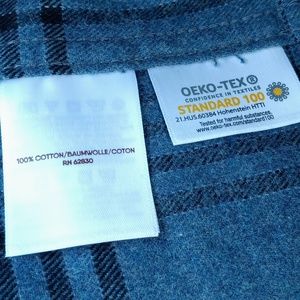 100% COTTON/BAUMWOLLE/COTON
RN 62830
OEKO-TEX®
CONFIDENCE IN TEXTILES
STANDARD 100
21.HUS.60384 Hohenstein HTTI
Tested for harmful substances.
www.oeko-tex.com/standard100